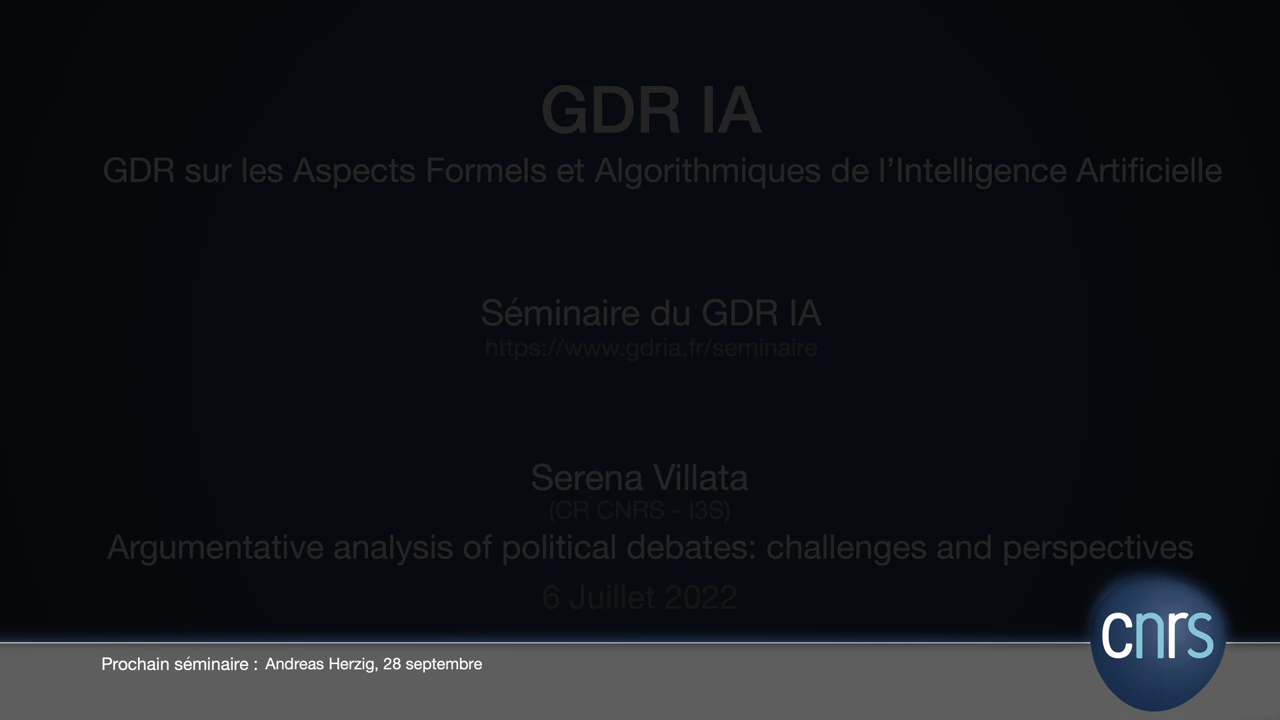 GDR IA
GDR sur les Aspects Formels et Algorithmiques de l’Intelligence Artificielle
Séminaire du GDR IA
https://www.gdria.fr/seminaire
Serena Villata
(CR CNRS - I3S)
Argumentative analysis of political debates: challenges and perspectives
6 Juillet 2022
cnrs
Prochain séminaire : Andreas Herzig, 28 septembre